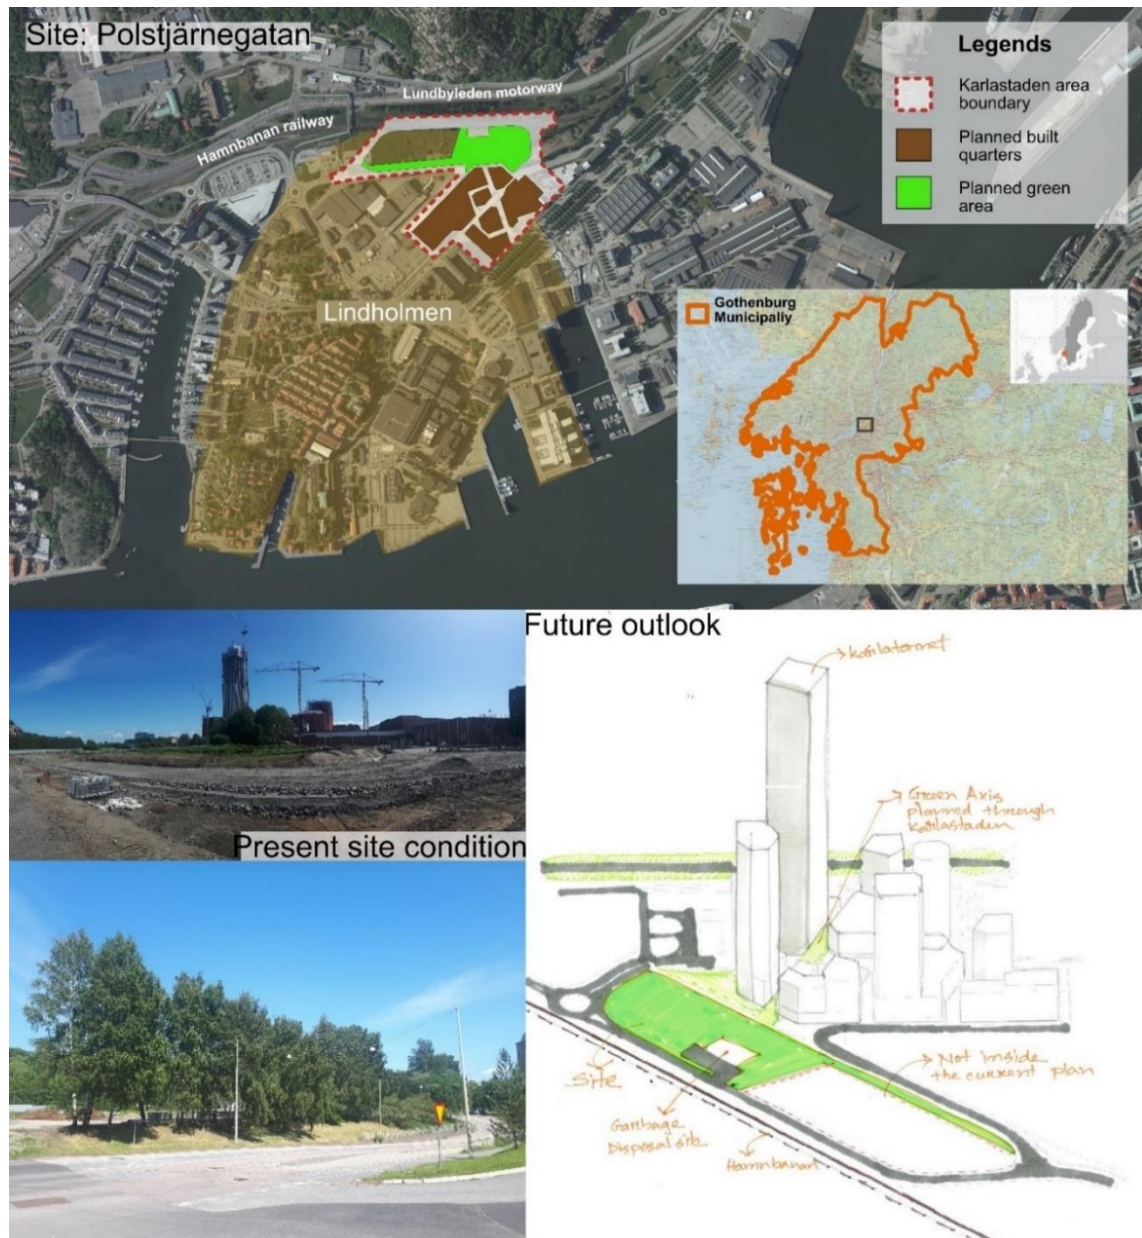 Site: Polstjärnegatan
Lundbyleden motorway
Hamnbanan railway
Lindholmen
Legends
Karlastaden area
boundary
Planned built
quarters
Planned green
area
Gothenburg
Municipaliy
Present site condition
Future outlook
karlatornet
Green Axis
planned through
Karlastaden
Not inside
the current plan
Site
Garbage
Disposal site
Hamnbanan